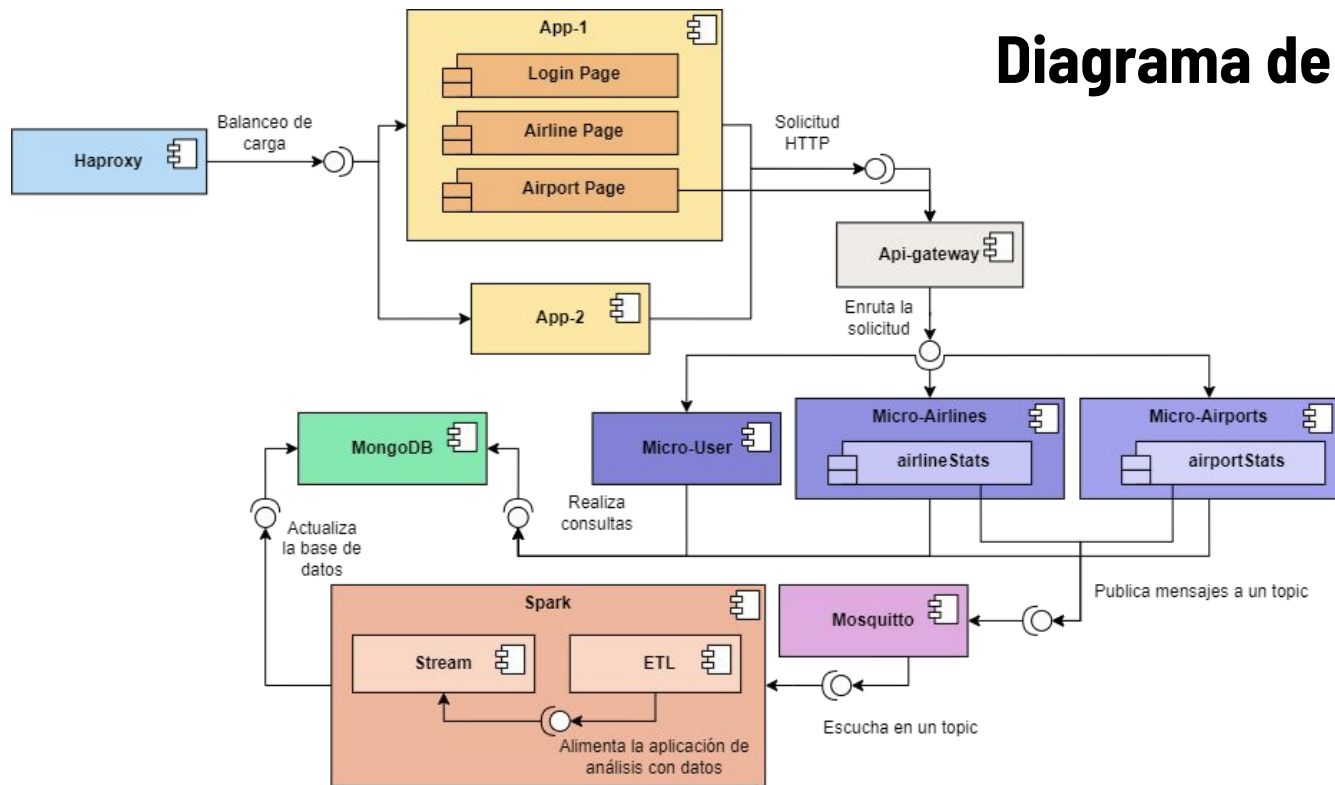 Diagrama de
App-1
Login Page
Airline Page
Airport Page
Balanceo de
carga
Haproxy
Solicitud
HTTP
Api-gateway
App-2
Enruta la
solicitud
MongoDB
Micro-User
Micro-Airlines
airlineStats
Micro-Airports
airportStats
Realiza
consultas
Actualiza
la base de
datos
Publica mensajes a un topic
Spark
Stream
ETL
Mosquitto
Escucha en un topic
Alimenta la aplicación de
análisis con datos